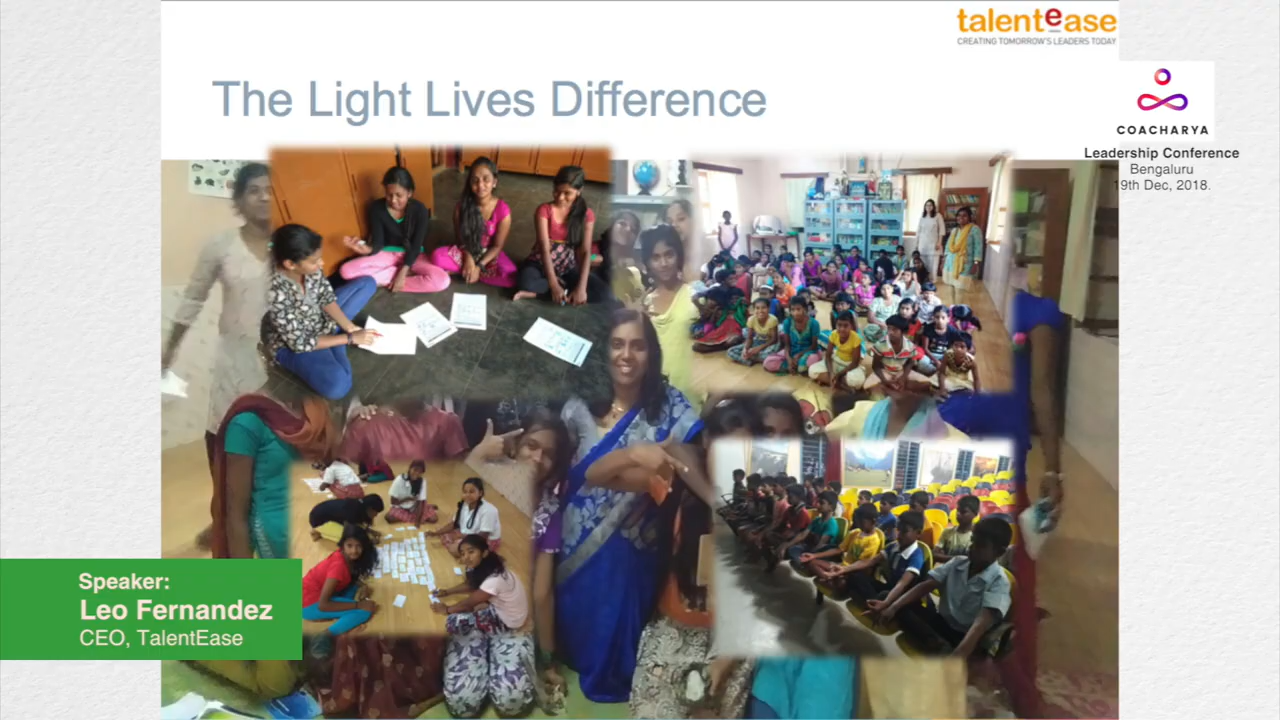 talentease
CREATING TOMORROW'S LEADERS TODAY
The Light Lives Difference
COACHARYA
Leadership Conference
Bengaluru
19th Dec, 2018.
Speaker:
Leo Fernandez
CEO, TalentEase